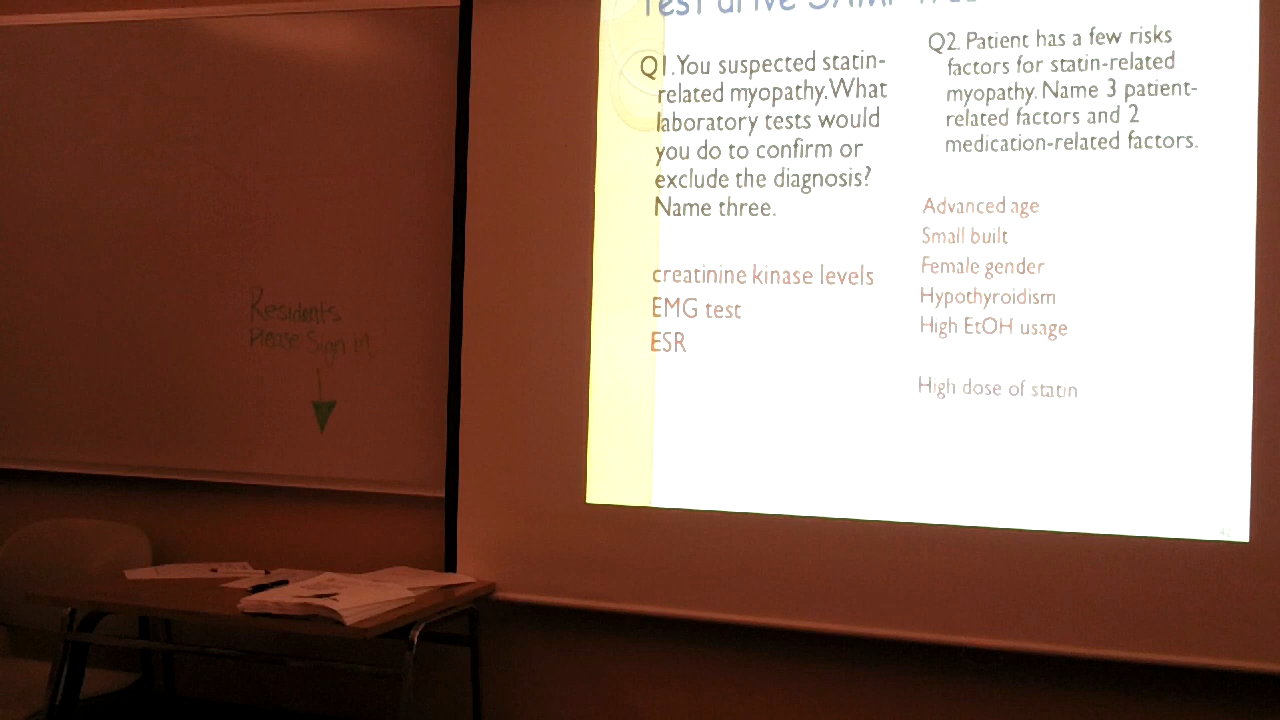 Residents
Please Sign in
Test drive
Q1. You suspected statin-
related myopathy. What
laboratory tests would
you do to confirm or
exclude the diagnosis?
Name three.
creatinine kinase levels
EMG test
ESR
Q2. Patient has a few risks
factors for statin-related
myopathy. Name 3 patient-
related factors and 2
medication-related factors.
Advanced age
Small built
Female gender
Hypothyroidism
High EtOH usage
High dose of statin